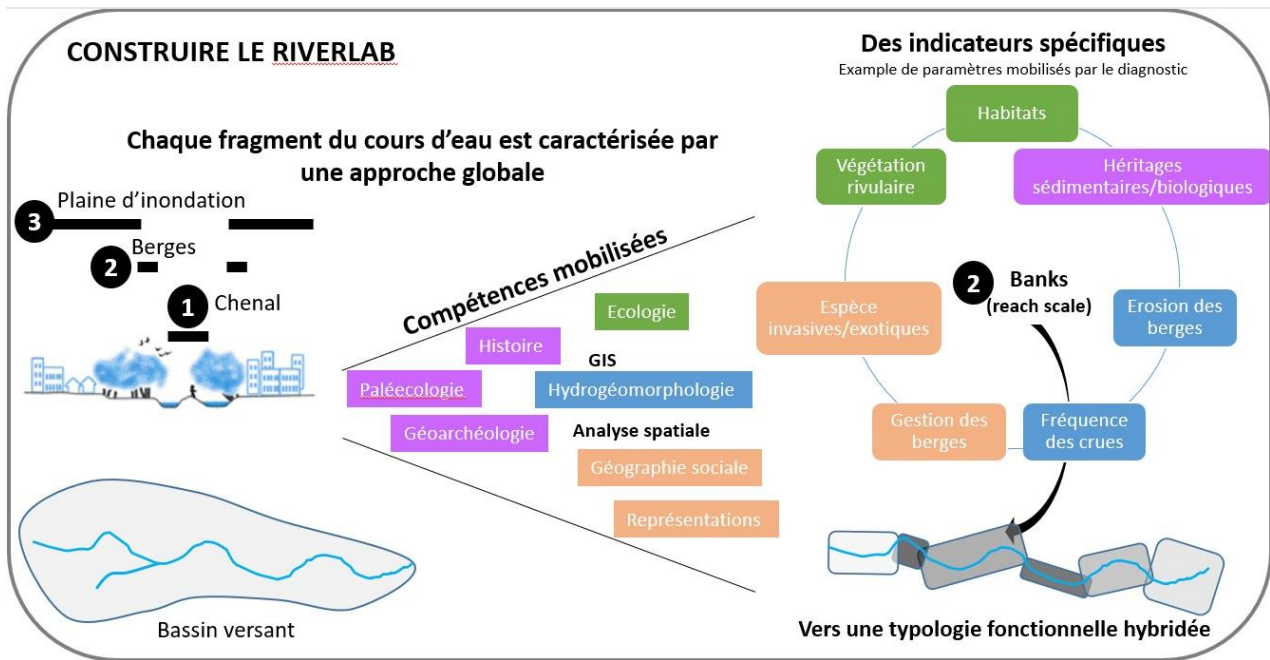 CONSTRUIRE LE RIVERLAB
Chaque fragment du cours d'eau est caractérisée par
une approche globale
3 Plaine d'inondation
2 Berges
1 Chenal
Bassin versant
Compétences mobilisées
Ecologie
Histoire
GIS
Paléecologie
Hydrogéomorphologie
Géoarchéologie
Analyse spatiale
Géographie sociale
Représentations
Des indicateurs spécifiques
Example de paramètres mobilisés par le diagnostic
Habitats
Végétation
rivulaire
Héritages
sédimentaires/biologiques
2 Banks
(reach scale)
Espèce
invasives/exotiques
Erosion des
berges
Gestion des
berges
Fréquence
des crues
Vers une typologie fonctionnelle hybridée